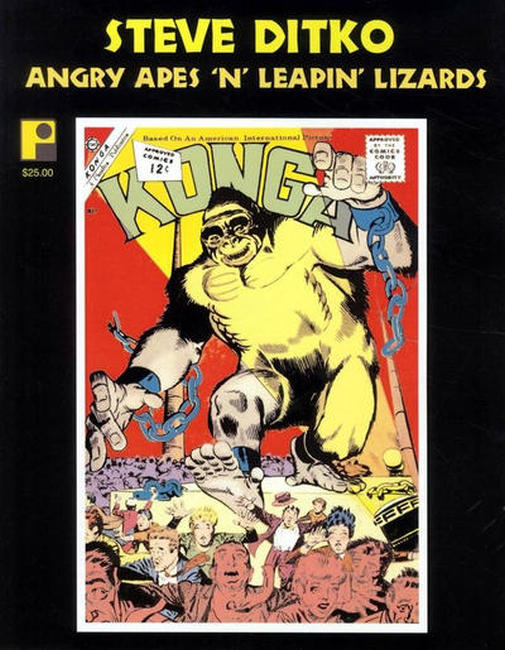 STEVE DITKO
ANGRY APES 'N' LEAPIN' LIZARDS
$25.00
Based On An American International Picture
KONGA
APPROVED COMICS
12¢
APPROVED
BY THE
COMICS
CODE
AUTHORITY
KONGA